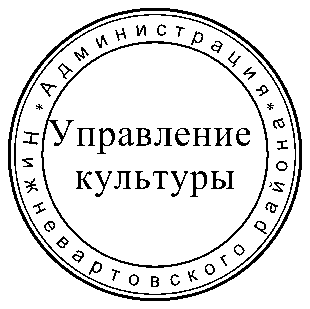 * Администрация *
Нижневартовского района
Управление
культуры